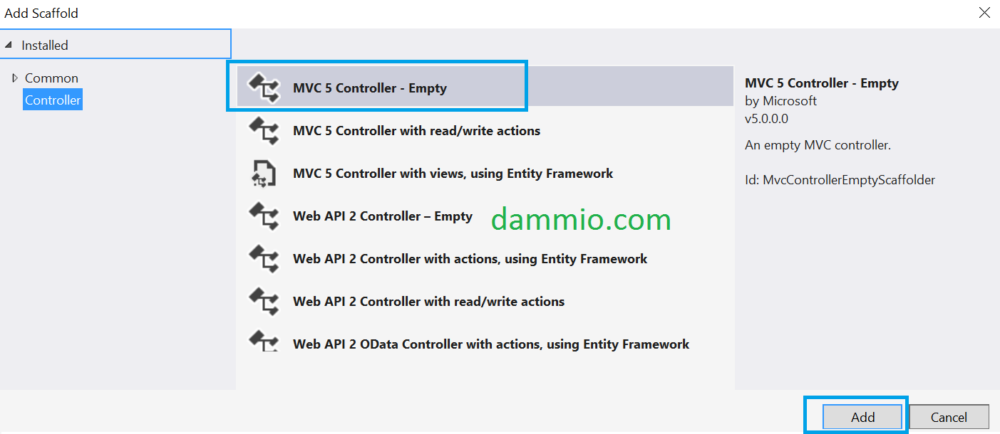 Add Scaffold
Installed
Common
Controller
MVC 5 Controller - Empty
MVC 5 Controller with read/write actions
MVC 5 Controller with views, using Entity Framework
Web API 2 Controller – Empty
dammio.com
Web API 2 Controller with actions, using Entity Framework
Web API 2 Controller with read/write actions
Web API 2 OData Controller with actions, using Entity Framework
MVC 5 Controller - Empty
by Microsoft
v5.0.0.0
An empty MVC controller.
Id: MvcControllerEmptyScaffolder
Add
Cancel